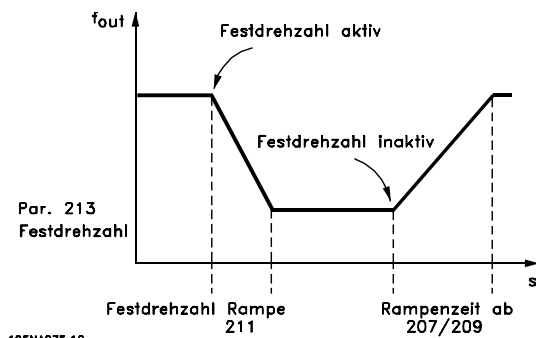 fout
Festdrehzahl aktiv
Festdrehzahl inaktiv
Par. 213
Festdrehzahl
s
Festdrehzahl Rampe
211
Rampenzeit ab
207/209